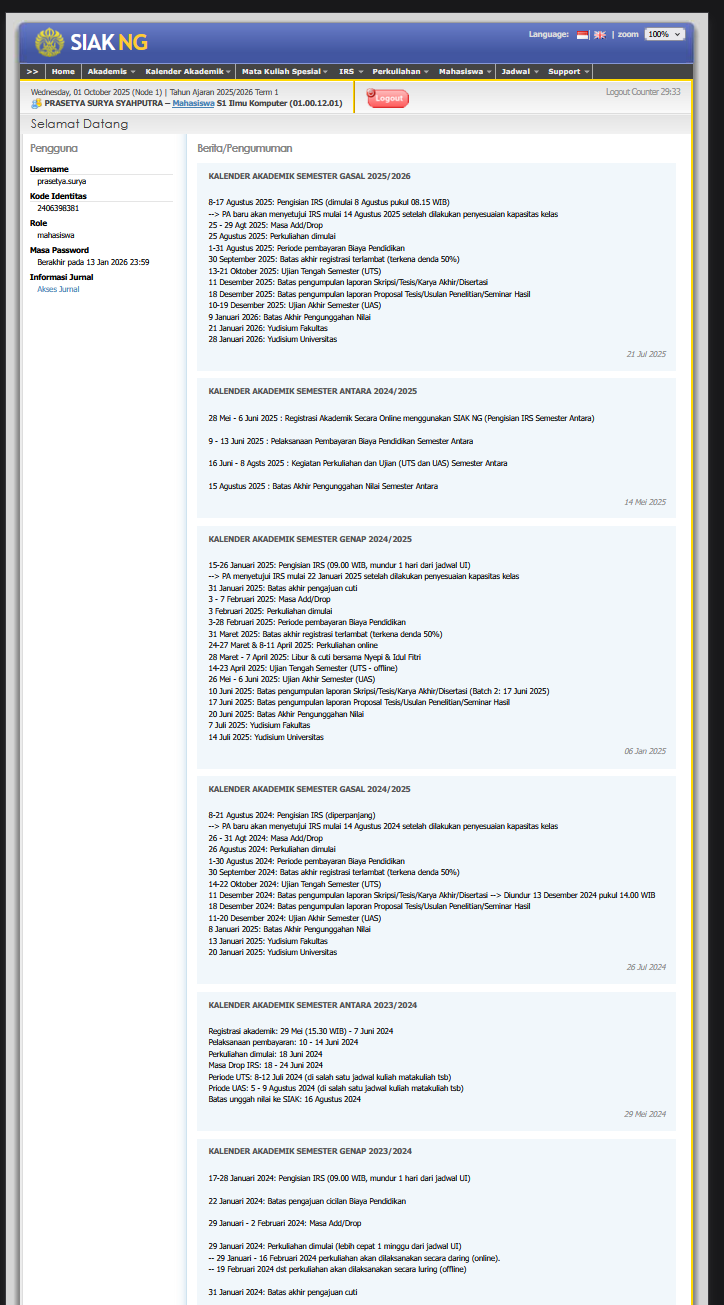 SIAK NG
Language: | zoom 100%
>> Home Akademis Kalender Akademik Mata Kuliah Spesial IRS Perkuliahan Mahasiswa Jadwal Support
Wednesday, 01 October 2025 (Node 1) | Tahun Ajaran 2025/2026 Term 1
PRASETYA SURYA SYAHPUTRA – Mahasiswa S1 Ilmu Komputer (01.00.12.01)
Logout
Logout Counter 29:33
Selamat Datang
Pengguna
Username
prasetya.surya
Kode Identitas
2406398381
Role
mahasiswa
Masa Password
Berakhir pada 13 Jan 2026 23:59
Informasi Jurnal
Akses Jurnal
Berita/Pengumuman
KALENDER AKADEMIK SEMESTER GASAL 2025/2026
8-17 Agustus 2025: Pengisian IRS (dimulai 8 Agustus pukul 08.15 WIB)
--> PA baru akan menyetujui IRS mulai 14 Agustus 2025 setelah dilakukan penyesuaian kapasitas kelas
25 - 29 Agt 2025: Masa Add/Drop
25 Agustus 2025: Perkuliahan dimulai
1-31 Agustus 2025: Periode pembayaran Biaya Pendidikan
30 September 2025: Batas akhir registrasi terlambat (terkena denda 50%)
13-21 Oktober 2025: Ujian Tengah Semester (UTS)
11 Desember 2025: Batas pengumpulan laporan Skripsi/Tesis/Karya Akhir/Disertasi
18 Desember 2025: Batas pengumpulan laporan Proposal Tesis/Usulan Penelitian/Seminar Hasil
10-19 Desember 2025: Ujian Akhir Semester (UAS)
9 Januari 2026: Batas Akhir Pengunggahan Nilai
21 Januari 2026: Yudisium Fakultas
28 Januari 2026: Yudisium Universitas
21 Jul 2025
KALENDER AKADEMIK SEMESTER ANTARA 2024/2025
28 Mei - 6 Juni 2025 : Registrasi Akademik Secara Online menggunakan SIAK NG (Pengisian IRS Semester Antara)
9 - 13 Juni 2025 : Pelaksanaan Pembayaran Biaya Pendidikan Semester Antara
16 Juni - 8 Agsts 2025 : Kegiatan Perkuliahan dan Ujian (UTS dan UAS) Semester Antara
15 Agustus 2025 : Batas Akhir Pengunggahan Nilai Semester Antara
14 Mei 2025
KALENDER AKADEMIK SEMESTER GENAP 2024/2025
15-26 Januari 2025: Pengisian IRS (09.00 WIB, mundur 1 hari dari jadwal UI)
--> PA menyetujui IRS mulai 22 Januari 2025 setelah dilakukan penyesuaian kapasitas kelas
31 Januari 2025: Batas akhir pengajuan cuti
3 - 7 Februari 2025: Masa Add/Drop
3 Februari 2025: Perkuliahan dimulai
3-28 Februari 2025: Periode pembayaran Biaya Pendidikan
31 Maret 2025: Batas akhir registrasi terlambat (terkena denda 50%)
24-27 Maret & 8-11 April 2025: Perkuliahan online
28 Maret - 7 April 2025: Libur & cuti bersama Nyepi & Idul Fitri
14-23 April 2025: Ujian Tengah Semester (UTS - offline)
26 Mei - 6 Juni 2025: Ujian Akhir Semester (UAS)
10 Juni 2025: Batas pengumpulan laporan Skripsi/Tesis/Karya Akhir/Disertasi (Batch 2: 17 Juni 2025)
17 Juni 2025: Batas pengumpulan laporan Proposal Tesis/Usulan Penelitian/Seminar Hasil
20 Juni 2025: Batas Akhir Pengunggahan Nilai
7 Juli 2025: Yudisium Fakultas
14 Juli 2025: Yudisium Universitas
06 Jan 2025
KALENDER AKADEMIK SEMESTER GASAL 2024/2025
8-21 Agustus 2024: Pengisian IRS (diperpanjang)
--> PA baru akan menyetujui IRS mulai 14 Agustus 2024 setelah dilakukan penyesuaian kapasitas kelas
26 - 31 Agt 2024: Masa Add/Drop
26 Agustus 2024: Perkuliahan dimulai
1-30 Agustus 2024: Periode pembayaran Biaya Pendidikan
30 September 2024: Batas akhir registrasi terlambat (terkena denda 50%)
14-22 Oktober 2024: Ujian Tengah Semester (UTS)
11 Desember 2024: Batas pengumpulan laporan Skripsi/Tesis/Karya Akhir/Disertasi --> Diundur 13 Desember 2024 pukul 14.00 WIB
18 Desember 2024: Batas pengumpulan laporan Proposal Tesis/Usulan Penelitian/Seminar Hasil
11-20 Desember 2024: Ujian Akhir Semester (UAS)
8 Januari 2025: Batas Akhir Pengunggahan Nilai
13 Januari 2025: Yudisium Fakultas
20 Januari 2025: Yudisium Universitas
26 Jul 2024
KALENDER AKADEMIK SEMESTER ANTARA 2023/2024
Registrasi akademik: 29 Mei (15.30 WIB) - 7 Juni 2024
Pelaksanaan pembayaran: 10 - 14 Juni 2024
Perkuliahan dimulai: 18 Juni 2024
Masa Drop IRS: 18 - 24 Juni 2024
Periode UTS: 8-12 Juli 2024 (di salah satu jadwal kuliah matakuliah tsb)
Priode UAS: 5 - 9 Agustus 2024 (di salah satu jadwal kuliah matakuliah tsb)
Batas unggah nilai ke SIAK: 16 Agustus 2024
29 Mei 2024
KALENDER AKADEMIK SEMESTER GENAP 2023/2024
17-28 Januari 2024: Pengisian IRS (09.00 WIB, mundur 1 hari dari jadwal UI)
22 Januari 2024: Batas pengajuan cicilan Biaya Pendidikan
29 Januari - 2 Februari 2024: Masa Add/Drop
29 Januari 2024: Perkuliahan dimulai (lebih cepat 1 minggu dari jadwal UI)
-- 29 Januari - 16 Februari 2024 perkuliahan akan dilaksanakan secara daring (online).
-- 19 Februari 2024 dst perkuliahan akan dilaksanakan secara luring (offline)
31 Januari 2024: Batas akhir pengajuan cuti